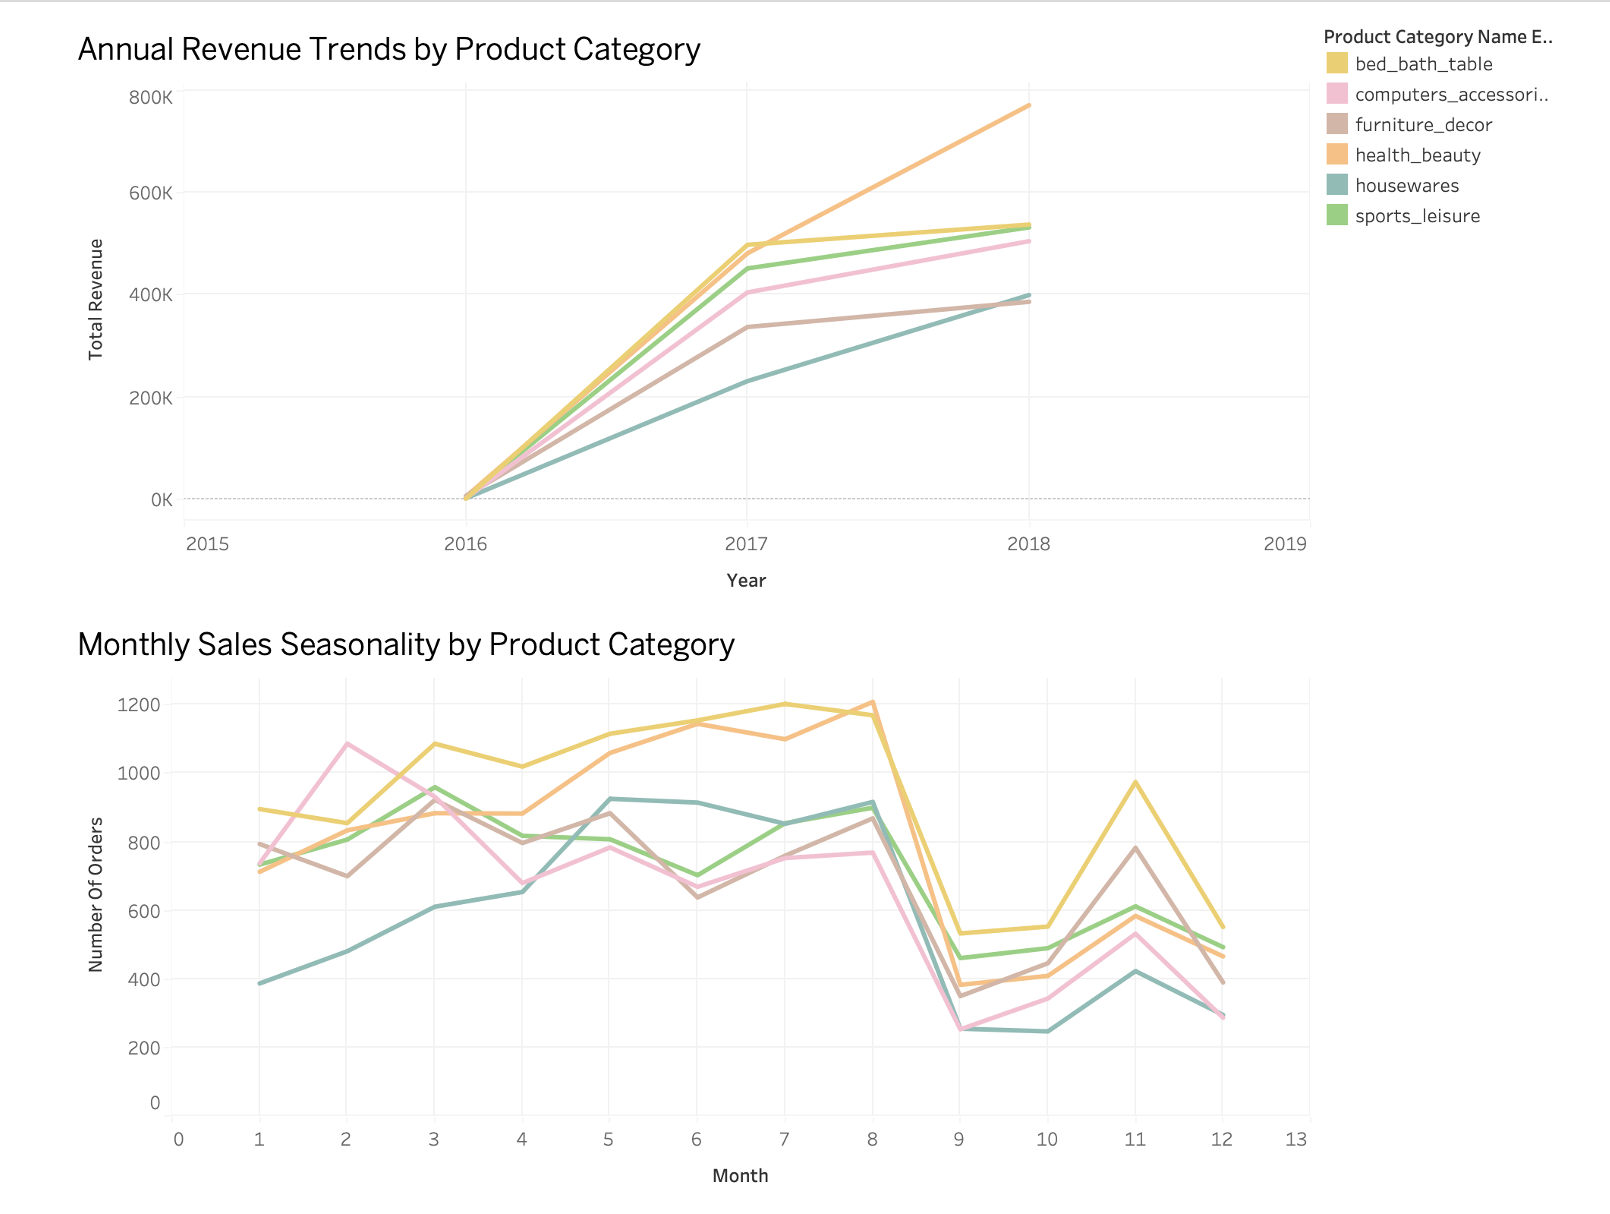 Annual Revenue Trends by Product Category
Product Category Name E..
bed_bath_table
computers_accessori..
furniture_decor
health_beauty
housewares
sports_leisure
800K
600K
400K
200K
0K
Total Revenue
2015 2016 2017 2018 2019
Year
Monthly Sales Seasonality by Product Category
1200
1000
800
600
400
200
0
Number Of Orders
0 1 2 3 4 5 6 7 8 9 10 11 12 13
Month